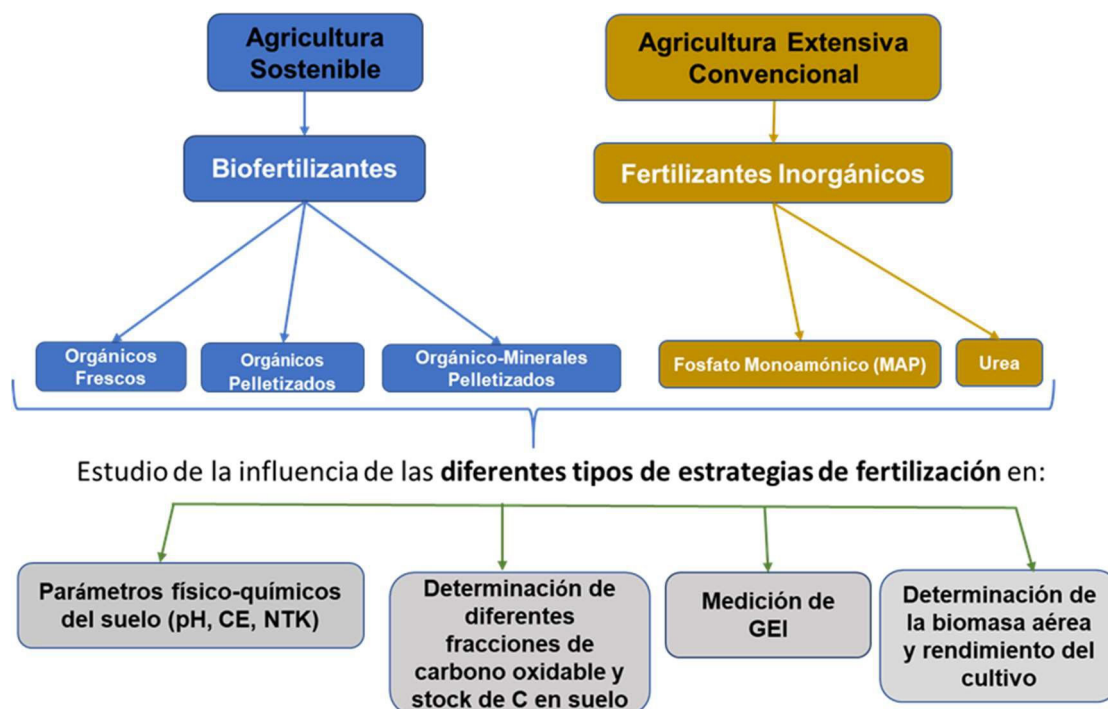 Agricultura
Sostenible
Agricultura Extensiva
Convencional
Biofertilizantes
Fertilizantes Inorgánicos
Orgánicos
Frescos
Orgánicos
Pelletizados
Orgánico-Minerales
Pelletizados
Fosfato Monoamónico (MAP)
Urea
Estudio de la influencia de las diferentes tipos de estrategias de fertilización en:
Parámetros físico-químicos
del suelo (pH, CE, NTK)
Determinación de
diferentes
fracciones de
carbono oxidable y
stock de C en suelo
Medición de
GEI
Determinación de
la biomasa aérea
y rendimiento del
cultivo